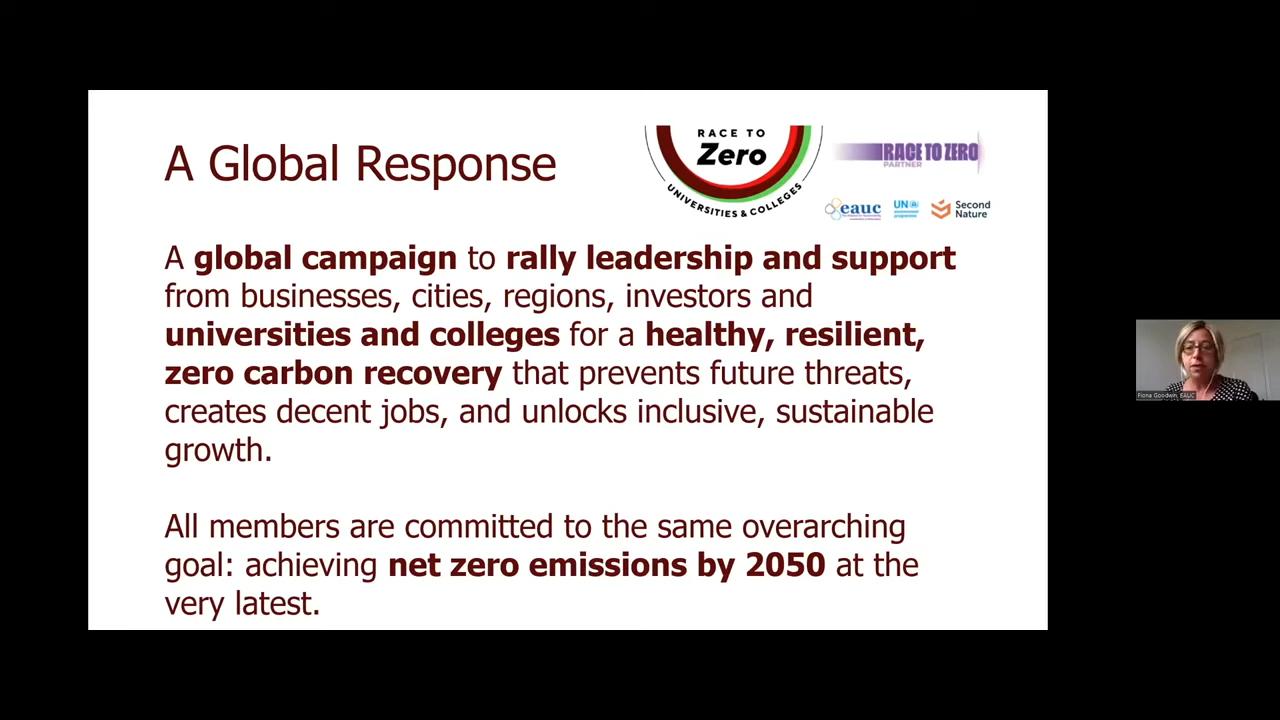 A Global Response
RACE TO
Zero
UNIVERSITIES & COLLEGES
RACE TO ZERO
PARTNER
eauc
UN
environment
programme
Second
Nature
A global campaign to rally leadership and support
from businesses, cities, regions, investors and
universities and colleges for a healthy, resilient,
zero carbon recovery that prevents future threats,
creates decent jobs, and unlocks inclusive, sustainable
growth.
All members are committed to the same overarching
goal: achieving net zero emissions by 2050 at the
very latest.
Fiona Goodwin, EAUC